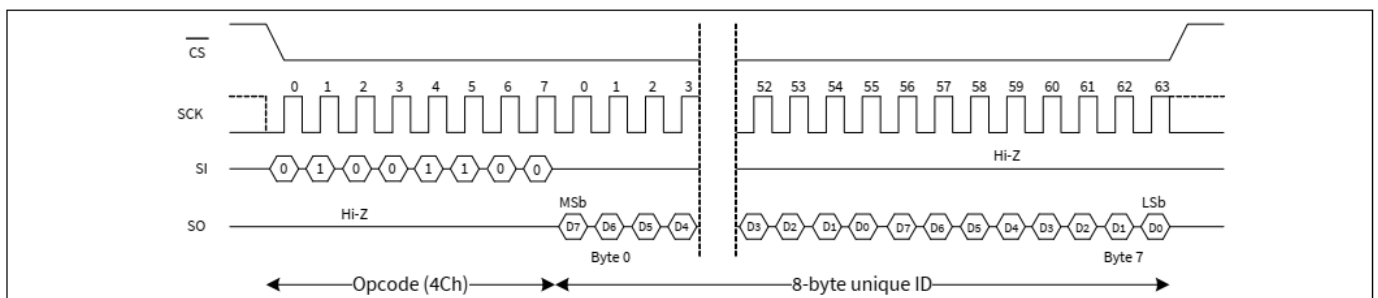 CS
0 1 2 3 4 5 6 7 0 1 2 3 52 53 54 55 56 57 58 59 60 61 62 63
SCK
Hi-Z
SI 0 1 0 0 1 1 0 0
Hi-Z MSb LSb
SO D7 D6 D5 D4 D3 D2 D1 D0 D7 D6 D5 D4 D3 D2 D1 D0
Byte 0 Byte 7
Opcode (4Ch) 8-byte unique ID